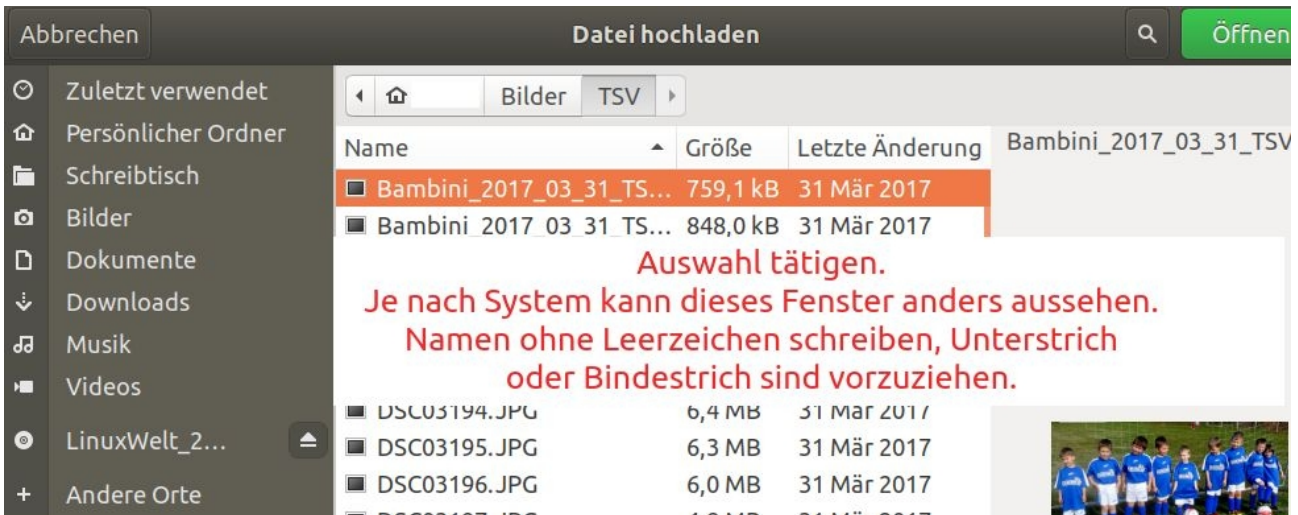 Abbrechen
Datei hochladen
Öffnen
Zuletzt verwendet
Persönlicher Ordner
Schreibtisch
Bilder
Dokumente
Downloads
Musik
Videos
LinuxWelt_2...
Andere Orte
Bilder
TSV
Name Größe Letzte Änderung
Bambini_2017_03_31_TS... 759,1 kB 31 Mär 2017
Bambini_2017_03_31_TS... 848,0 kB 31 Mär 2017
Auswahl tätigen.
Je nach System kann dieses Fenster anders aussehen.
Namen ohne Leerzeichen schreiben, Unterstrich
oder Bindestrich sind vorzuziehen.
DSC03194.JPG 6,4 MB 31 Mär 2017
DSC03195.JPG 6,3 MB 31 Mär 2017
DSC03196.JPG 6,0 MB 31 Mär 2017
Bambini_2017_03_31_TSV